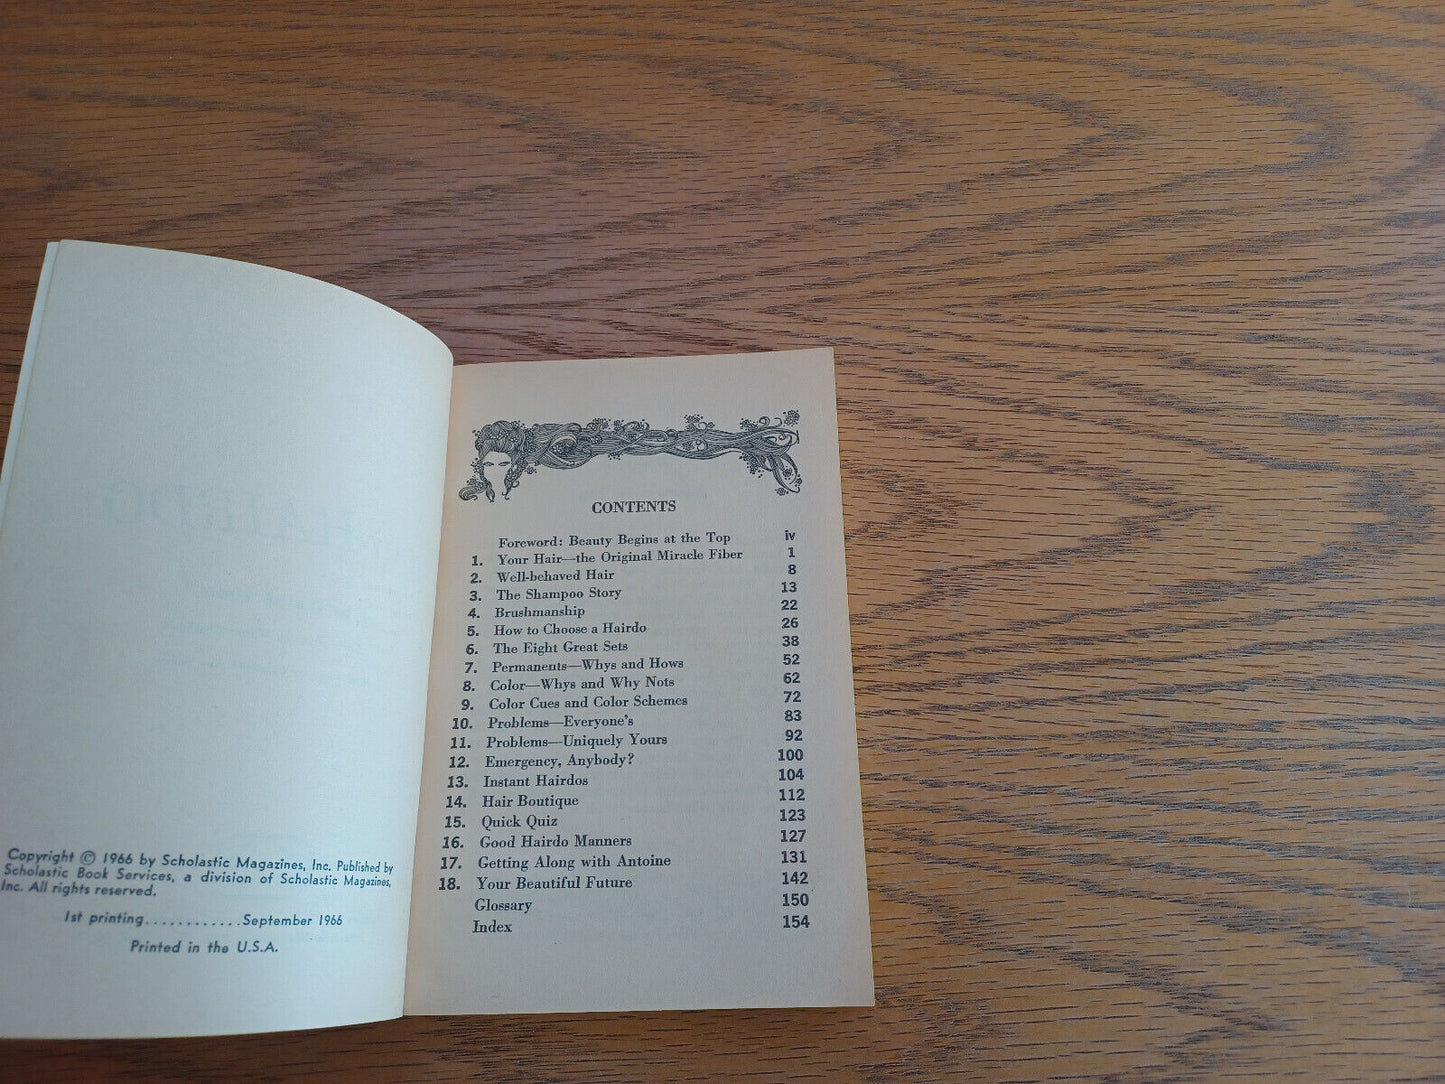 Copyright © 1966 by Scholastic Magazines, Inc. Published by
Scholastic Book Services, a division of Scholastic Magazines,
Inc. All rights reserved.
1st printing............September 1966
Printed in the U.S.A.
CONTENTS
Foreword: Beauty Begins at the Top iv
1. Your Hair—the Original Miracle Fiber 1
2. Well-behaved Hair 8
3. The Shampoo Story 13
4. Brushmanship 22
5. How to Choose a Hairdo 26
6. The Eight Great Sets 38
7. Permanents—Whys and Hows 52
8. Color—Whys and Why Nots 62
9. Color Cues and Color Schemes 72
10. Problems—Everyone's 83
11. Problems—Uniquely Yours 92
12. Emergency, Anybody? 100
13. Instant Hairdos 104
14. Hair Boutique 112
15. Quick Quiz 123
16. Good Hairdo Manners 127
17. Getting Along with Antoine 131
18. Your Beautiful Future 142
Glossary 150
Index 154